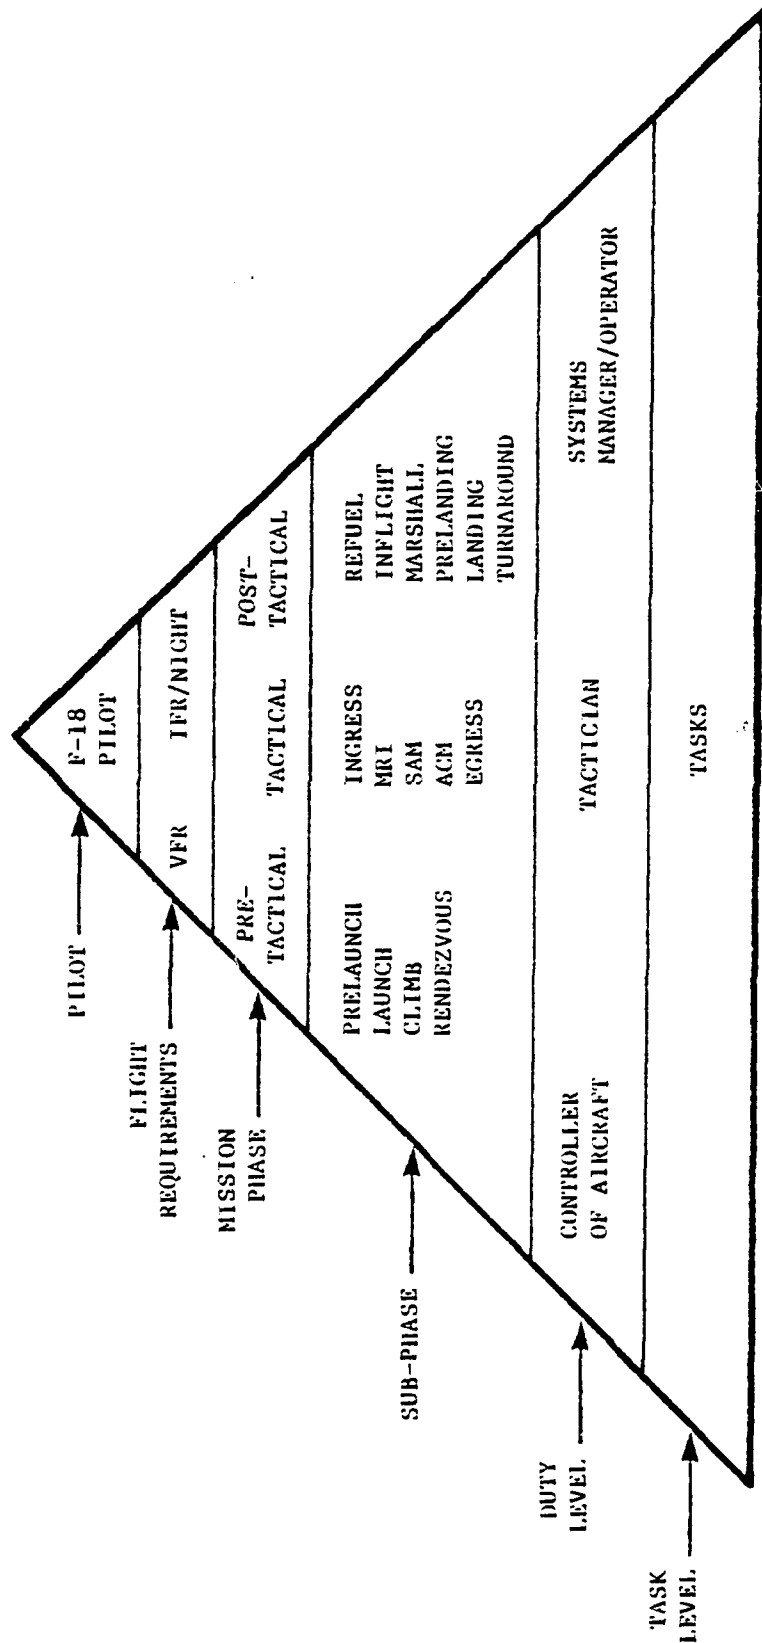 PILOT
F-18
PILOT
FLIGHT
REQUIREMENTS
VFR
IFR/NIGHT
MISSION
PHASE
PRE-
TACTICAL
TACTICAL
POST-
TACTICAL
SUB-PHASE
PRELAUNCH
LAUNCH
CLIMB
RENDEZVOUS
INGRESS
MRI
SAM
ACM
EGRESS
REFUEL
INFLIGHT
MARSHALL
PRELANDING
LANDING
TURNAROUND
DUTY
LEVEL
CONTROLLER
OF AIRCRAFT
TACTICIAN
SYSTEMS
MANAGER/OPERATOR
TASK
LEVEL
TASKS